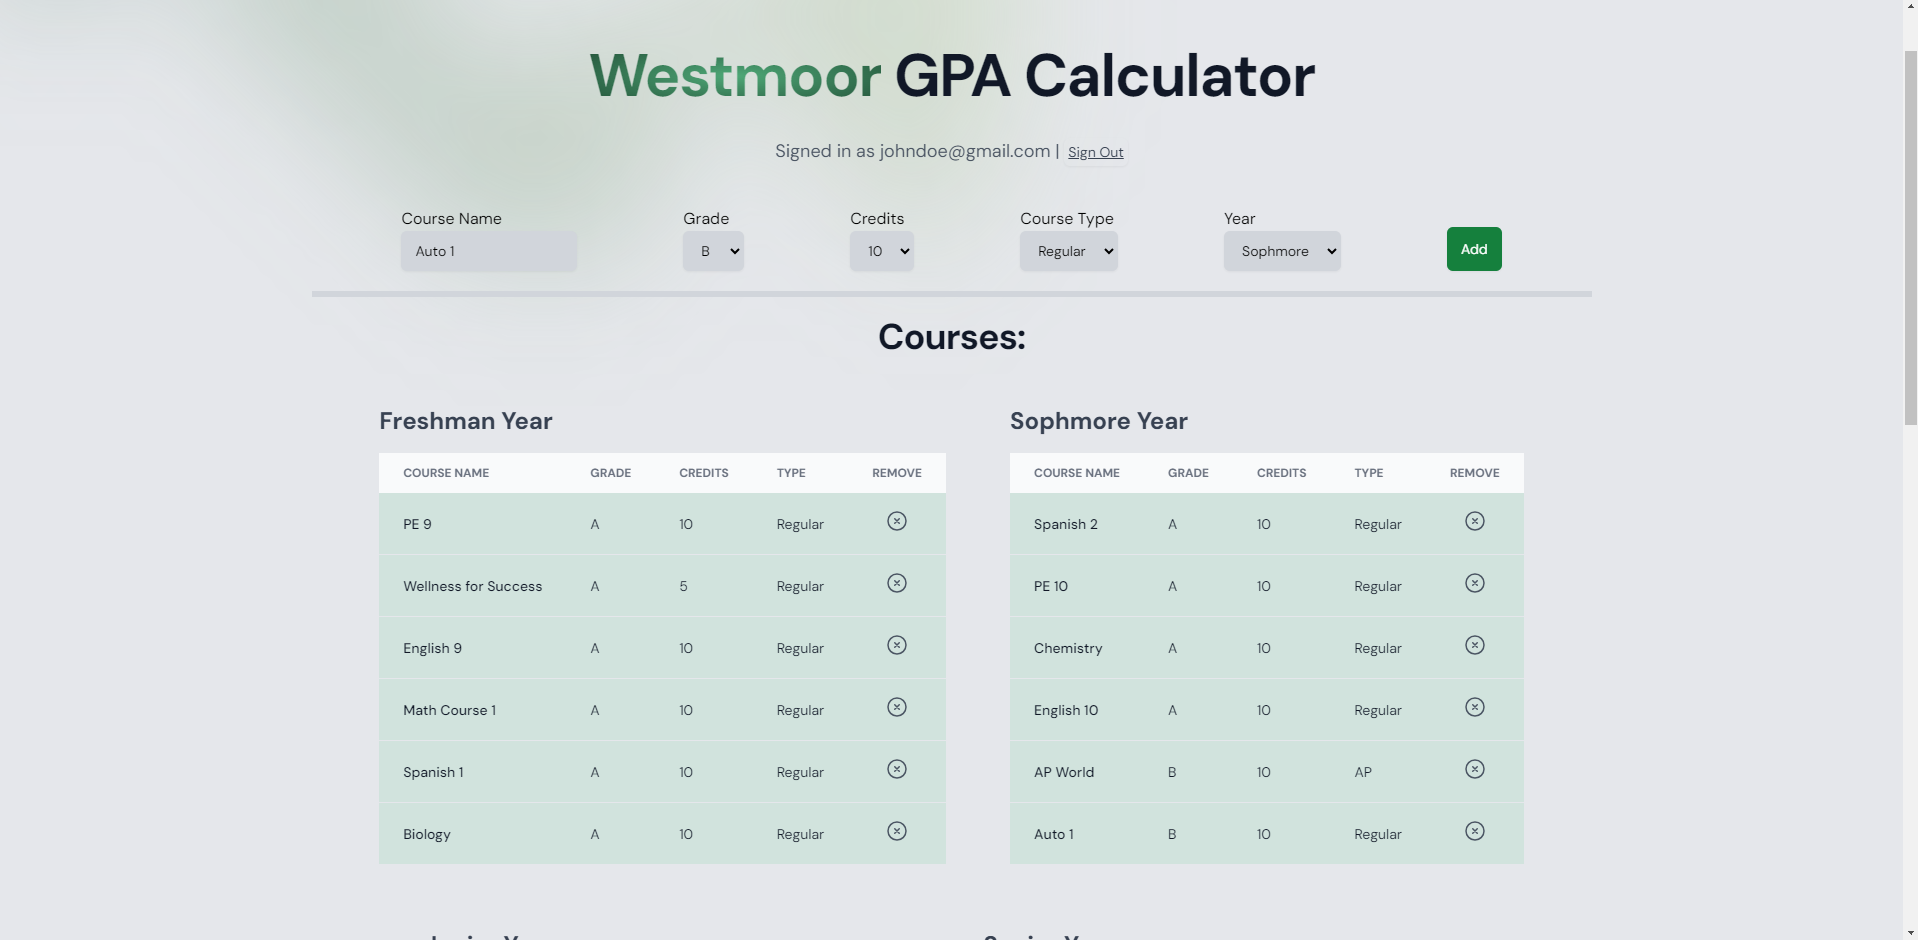 Westmoor GPA Calculator
Signed in as johndoe@gmail.com | Sign Out
Course Name Grade Credits Course Type Year
Auto 1 B 10 Regular Sophmore Add
Courses:
Freshman Year
COURSE NAME GRADE CREDITS TYPE REMOVE
PE 9 A 10 Regular
Wellness for Success A 5 Regular
English 9 A 10 Regular
Math Course 1 A 10 Regular
Spanish 1 A 10 Regular
Biology A 10 Regular
Sophmore Year
COURSE NAME GRADE CREDITS TYPE REMOVE
Spanish 2 A 10 Regular
PE 10 A 10 Regular
Chemistry A 10 Regular
English 10 A 10 Regular
AP World B 10 AP
Auto 1 B 10 Regular